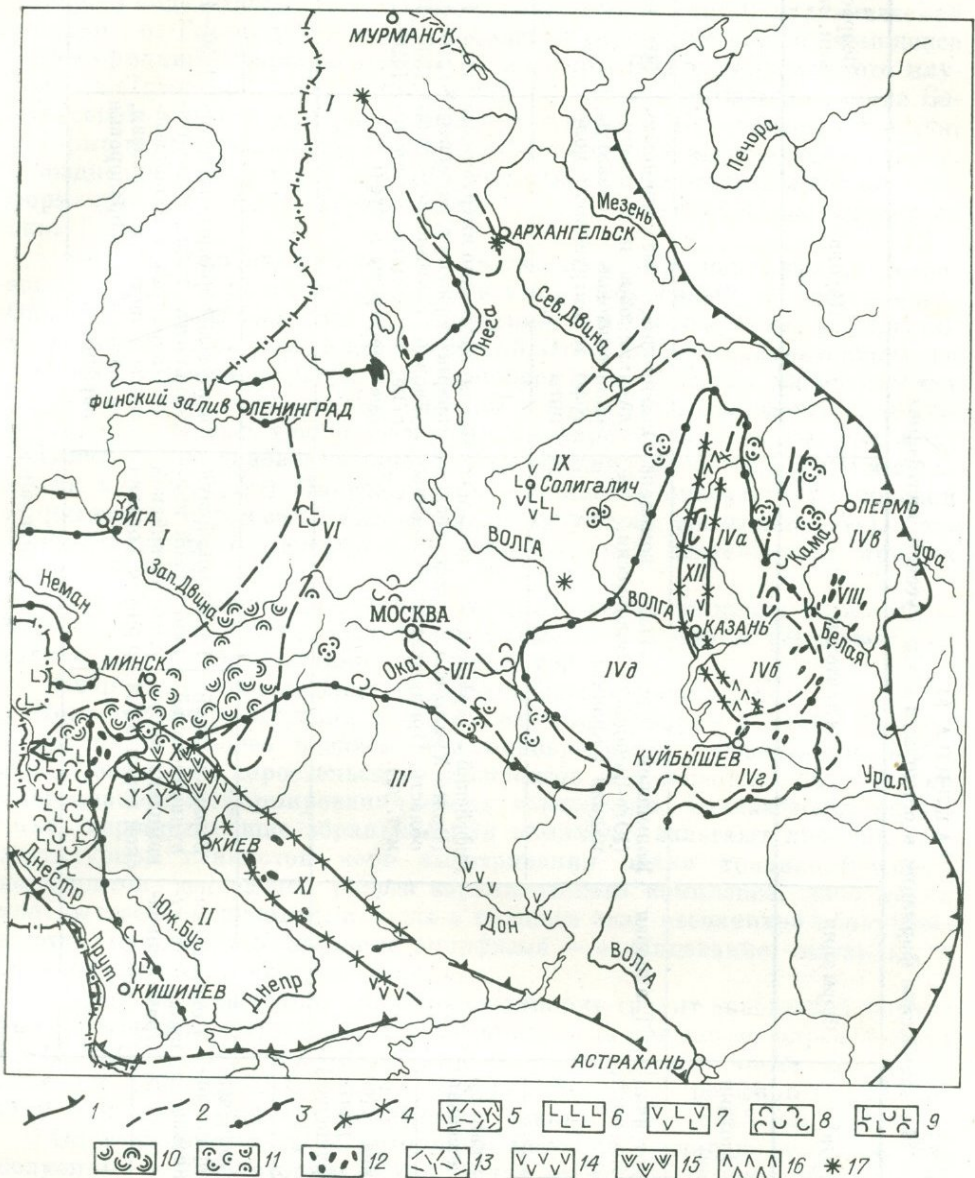 МУРМАНСК
I
Печора
Мезень
АРХАНГЕЛЬСК
Онега
Сев. Двина
V
ФИНСКИЙ ЗАЛИВ
ЛЕНИНГРАД
IX
Солигалич
РИГА
I
VI
ВОЛГА
ПЕРМЬ
IVа
Кама
IVв
Уфа
Зап. Двина
Неман
XII
VIII
МОСКВА
ВОЛГА
КАЗАНЬ
Белая
МИНСК
Ока
VII
IVд
IVб
X
КУЙБЫШЕВ
IVг
Урал
III
КИЕВ
Днестр
XI
Дон
Юж. Буг
II
ВОЛГА
Прут
Днепр
КИШИНЕВ
АСТРАХАНЬ
1 2 3 4 5 6 7 8 9
10 11 12 13 14 15 16 17